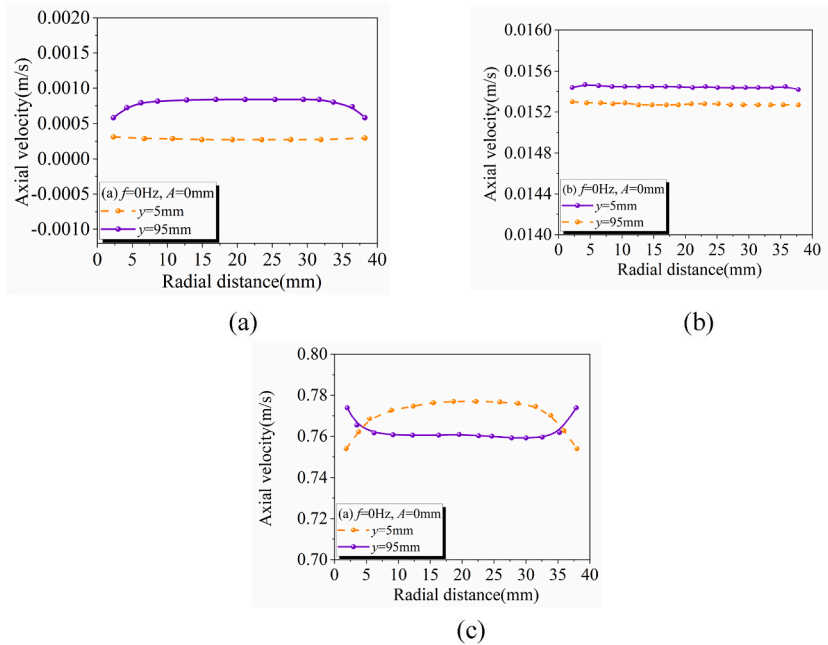 0.0020
0.0015
0.0010
0.0005
0.0000
-0.0005
-0.0010
Axial velocity(m/s)
(a) f=0Hz, A=0mm
y=5mm
y=95mm
0 5 10 15 20 25 30 35 40
Radial distance(mm)
(a)
0.0160
0.0156
0.0152
0.0148
0.0144
0.0140
Axial velocity(m/s)
(b) f=0Hz, A=0mm
y=5mm
y=95mm
0 5 10 15 20 25 30 35 40
Radial distance(mm)
(b)
0.80
0.78
0.76
0.74
0.72
0.70
Axial velocity(m/s)
(a) f=0Hz, A=0mm
y=5mm
y=95mm
0 5 10 15 20 25 30 35 40
Radial distance(mm)
(c)